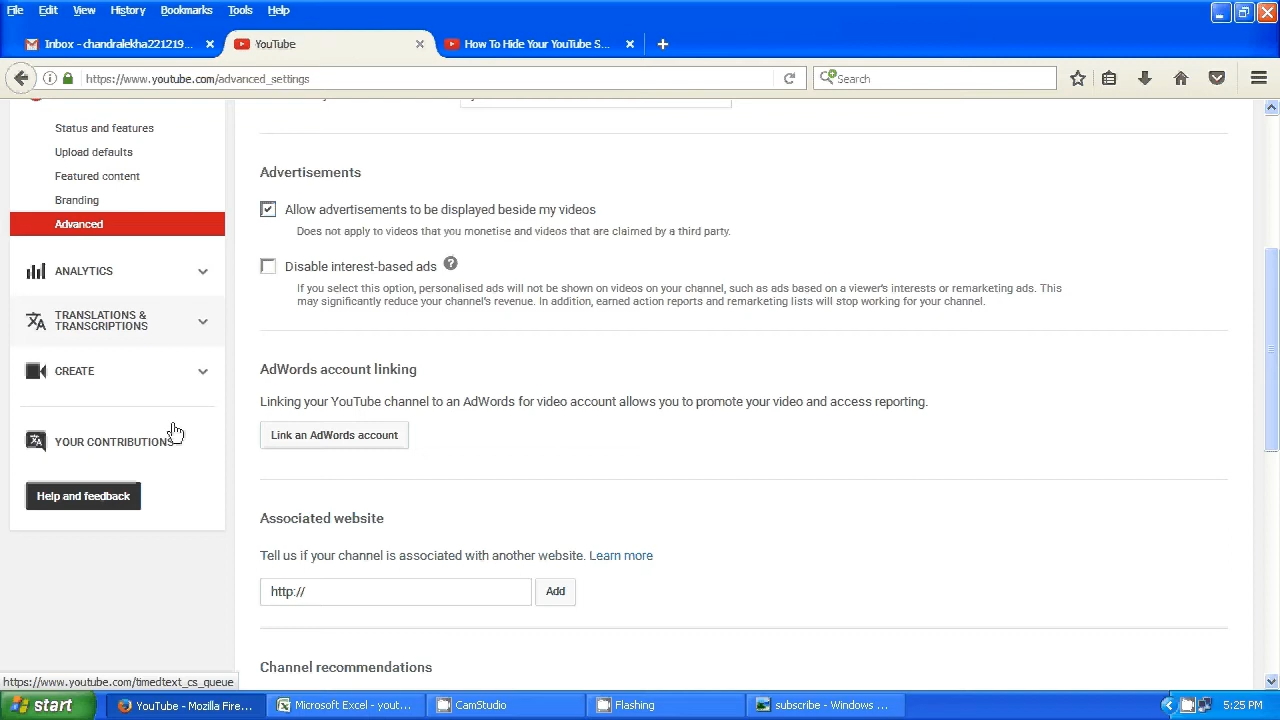 File Edit View History Bookmarks Tools Help
Inbox - chandralekha221219...
YouTube
How To Hide Your YouTube S...
https://www.youtube.com/advanced_settings
Search
Status and features
Upload defaults
Featured content
Branding
Advanced
ANALYTICS
TRANSLATIONS &
TRANSCRIPTIONS
CREATE
YOUR CONTRIBUTIONS
Help and feedback
Advertisements
Allow advertisements to be displayed beside my videos
Does not apply to videos that you monetise and videos that are claimed by a third party.
Disable interest-based ads
If you select this option, personalised ads will not be shown on videos on your channel, such as ads based on a viewer's interests or remarketing ads. This
may significantly reduce your channel's revenue. In addition, earned action reports and remarketing lists will stop working for your channel.
AdWords account linking
Linking your YouTube channel to an AdWords for video account allows you to promote your video and access reporting.
Link an AdWords account
Associated website
Tell us if your channel is associated with another website. Learn more
http://
Add
Channel recommendations
https://www.youtube.com/timedtext_cs_queue
start
YouTube - Mozilla Fire...
Microsoft Excel - yout...
CamStudio
Flashing
subscribe - Windows ...
5:25 PM